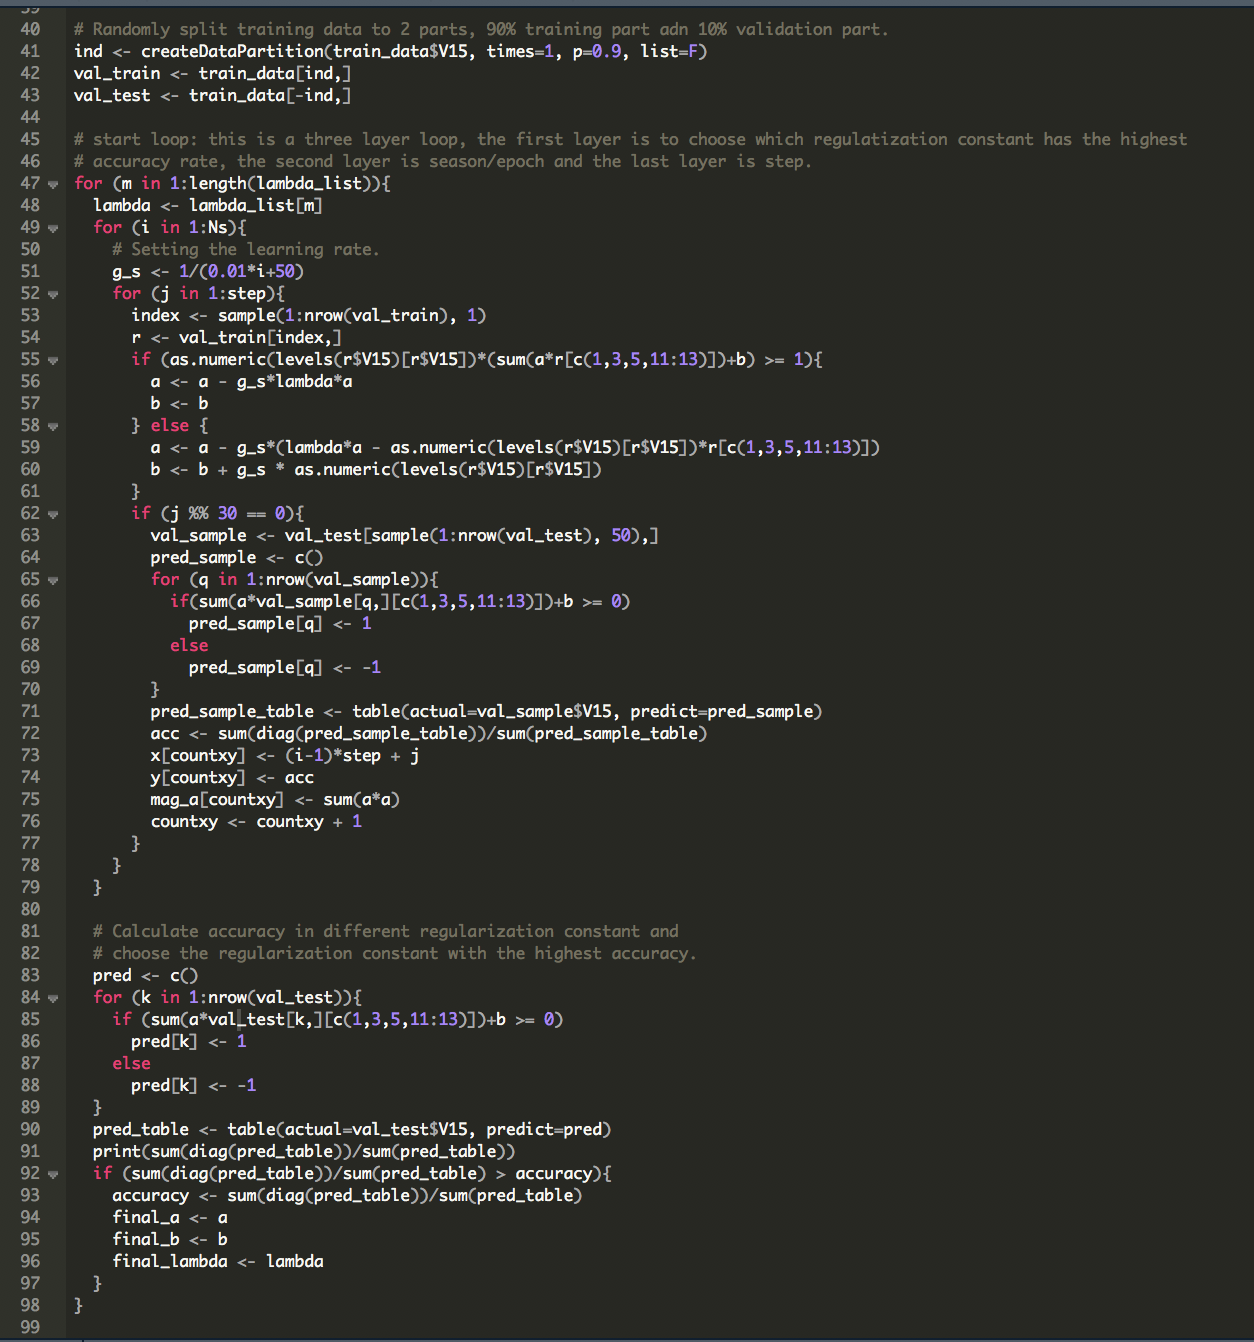 40 # Randomly split training data to 2 parts, 90% training part adn 10% validation part.
41 ind <- createDataPartition(train_data$V15, times=1, p=0.9, list=F)
42 val_train <- train_data[ind,]
43 val_test <- train_data[-ind,]
44
45 # start loop: this is a three layer loop, the first layer is to choose which regulatization constant has the highest
46 # accuracy rate, the second layer is season/epoch and the last layer is step.
47 for (m in 1:length(lambda_list)){
48   lambda <- lambda_list[m]
49   for (i in 1:Ns){
50     # Setting the learning rate.
51     g_s <- 1/(0.01*i+50)
52     for (j in 1:step){
53       index <- sample(1:nrow(val_train), 1)
54       r <- val_train[index,]
55       if (as.numeric(levels(r$V15)[r$V15])*(sum(a*r[c(1,3,5,11:13)])+b) >= 1){
56         a <- a - g_s*lambda*a
57         b <- b
58       } else {
59         a <- a - g_s*(lambda*a - as.numeric(levels(r$V15)[r$V15])*r[c(1,3,5,11:13)])
60         b <- b + g_s * as.numeric(levels(r$V15)[r$V15])
61       }
62       if (j %% 30 == 0){
63         val_sample <- val_test[sample(1:nrow(val_test), 50),]
64         pred_sample <- c()
65         for (q in 1:nrow(val_sample)){
66           if(sum(a*val_sample[q,][c(1,3,5,11:13)])+b >= 0)
67             pred_sample[q] <- 1
68           else
69             pred_sample[q] <- -1
70         }
71         pred_sample_table <- table(actual=val_sample$V15, predict=pred_sample)
72         acc <- sum(diag(pred_sample_table))/sum(pred_sample_table)
73         x[countxy] <- (i-1)*step + j
74         y[countxy] <- acc
75         mag_a[countxy] <- sum(a*a)
76         countxy <- countxy + 1
77       }
78     }
79   }
80
81   # Calculate accuracy in different regularization constant and
82   # choose the regularization constant with the highest accuracy.
83   pred <- c()
84   for (k in 1:nrow(val_test)){
85     if (sum(a*val_test[k,][c(1,3,5,11:13)])+b >= 0)
86       pred[k] <- 1
87     else
88       pred[k] <- -1
89   }
90   pred_table <- table(actual=val_test$V15, predict=pred)
91   print(sum(diag(pred_table))/sum(pred_table))
92   if (sum(diag(pred_table))/sum(pred_table) > accuracy){
93     accuracy <- sum(diag(pred_table))/sum(pred_table)
94     final_a <- a
95     final_b <- b
96     final_lambda <- lambda
97   }
98 }
99